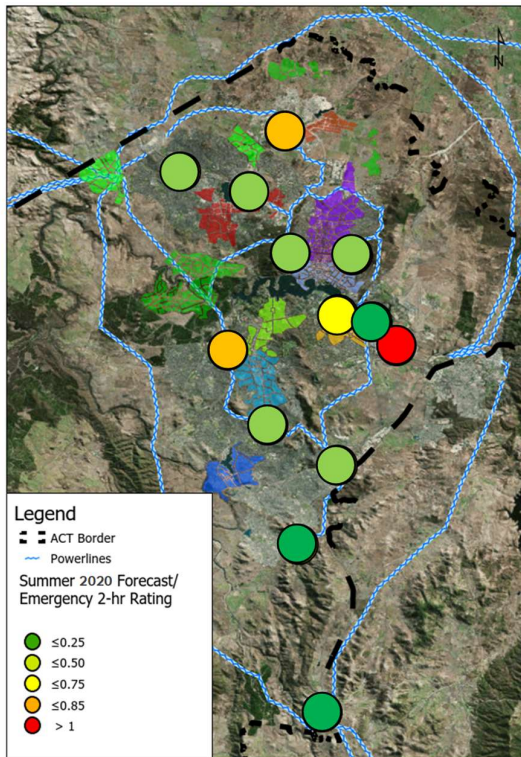 N
Legend
ACT Border
Powerlines
Summer 2020 Forecast/
Emergency 2-hr Rating
≤0.25
≤0.50
≤0.75
≤0.85
> 1